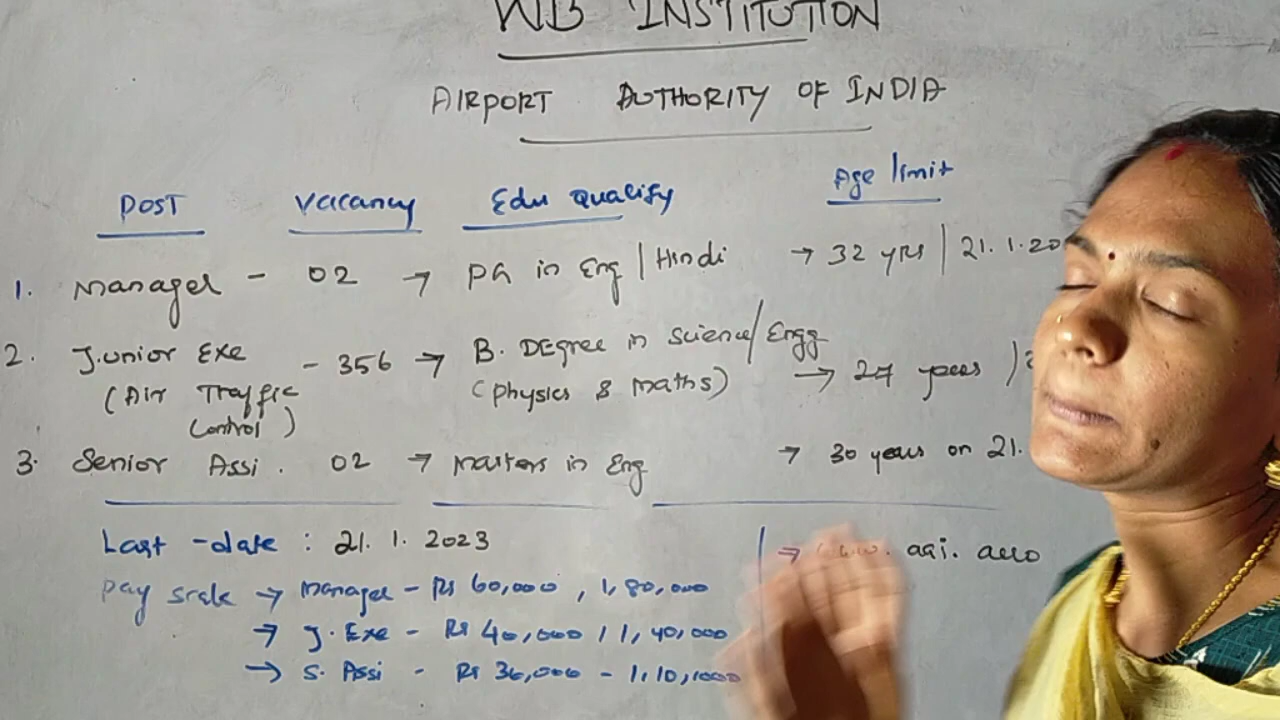 WB INSTITUTION
AIRPORT AUTHORITY OF INDIA
POST Vacancy Edu qualify Age limit
1. Manager - 02 → PG in Eng | Hindi → 32 yrs | 21.1.20
2. J.unior Exe - 356 → B. DEgree in Science/Engg → 27 years
(Air Traffic (Physics & Maths)
Control)
3. Senior Assi. 02 → Masters in Eng → 30 years on 21.
Last -date : 21. 1. 2023
→ aai. aero
pay scale → Manager - Rs 60,000 , 1,80,000
→ J. Exe - Rs 40,000 / 1,40,000
→ S. Assi - Rs 36,000 - 1,10,1000